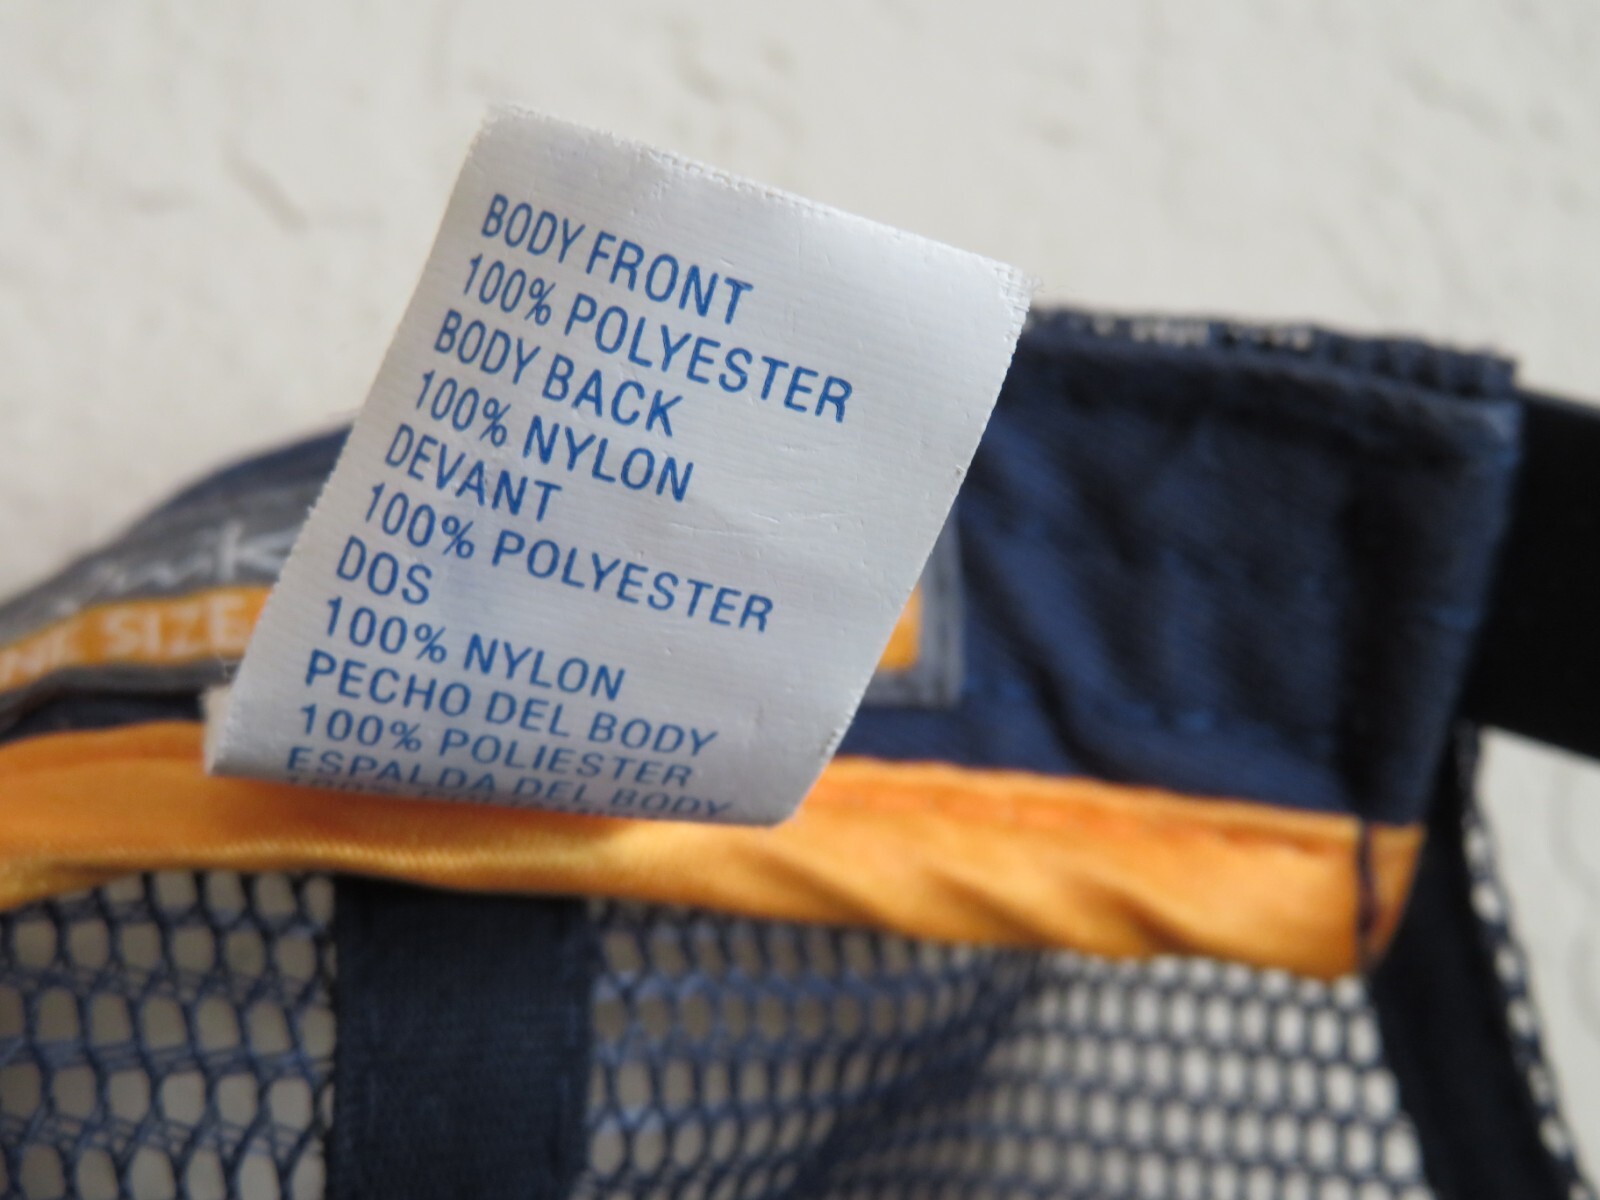 BODY FRONT
100% POLYESTER
BODY BACK
100% NYLON
DEVANT
100% POLYESTER
DOS
100% NYLON
PECHO DEL BODY
100% POLIESTER
ESPALDA DEL BODY
SIZE